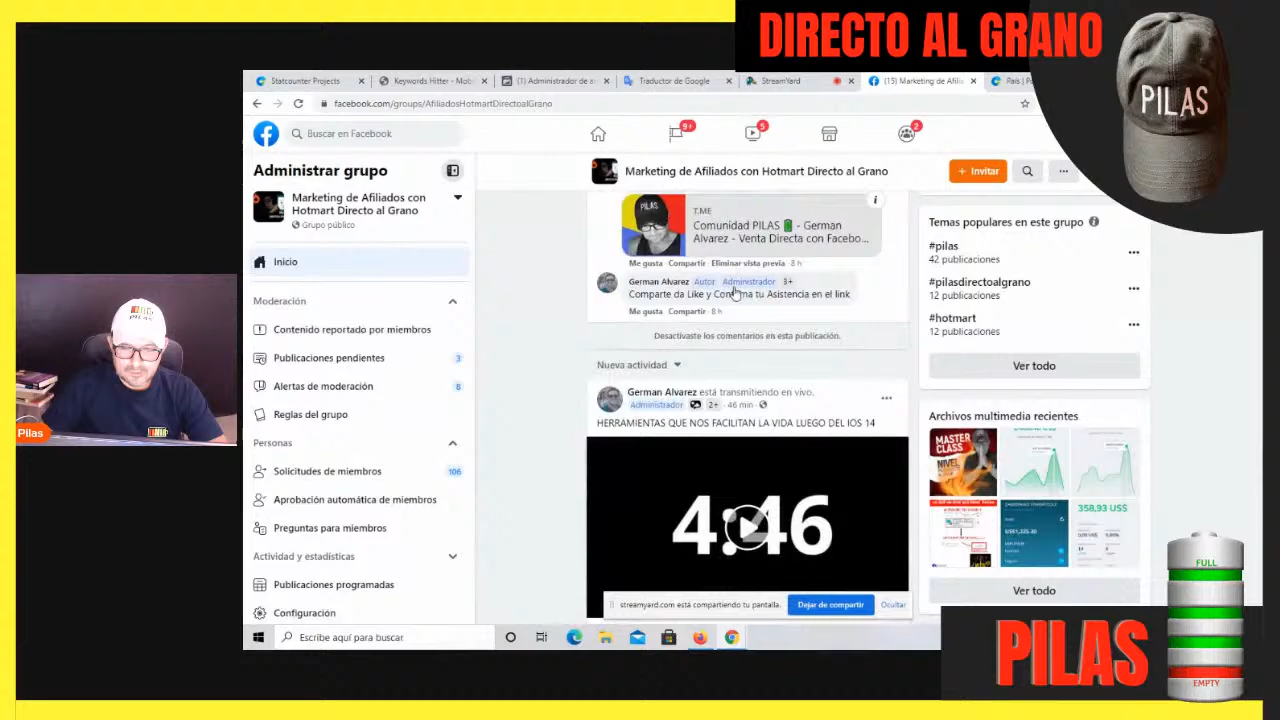 DIRECTO AL GRANO
PILAS
Statcounter Projects
Keywords Hitter - Mob
(1) Administrador de a
Traductor de Google
StreamYard
(15) Marketing de Afilia
País | P
facebook.com/groups/AfiliadosHotmartDirectoalGrano
Buscar en Facebook
9+
5
2
Administrar grupo
Marketing de Afiliados con
Hotmart Directo al Grano
Grupo público
Inicio
Moderación
Contenido reportado por miembros
Publicaciones pendientes
3
Alertas de moderación
8
Reglas del grupo
Personas
Solicitudes de miembros
106
Aprobación automática de miembros
Preguntas para miembros
Actividad y estadísticas
Publicaciones programadas
Configuración
Marketing de Afiliados con Hotmart Directo al Grano
+ Invitar
PILAS
T.ME
Comunidad PILAS - German
Alvarez - Venta Directa con Facebo...
Me gusta · Compartir · Eliminar vista previa · 8 h
German Alvarez Autor Administrador 3+
Comparte da Like y Confirma tu Asistencia en el link
Me gusta · Compartir · 8 h
Desactivaste los comentarios en esta publicación.
Nueva actividad
German Alvarez está transmitiendo en vivo.
Administrador 2+ · 46 min ·
HERRAMIENTAS QUE NOS FACILITAN LA VIDA LUEGO DEL IOS 14
4:46
streamyard.com está compartiendo tu pantalla.
Dejar de compartir
Ocultar
Temas populares en este grupo
#pilas
42 publicaciones
#pilasdirectoalgrano
12 publicaciones
#hotmart
12 publicaciones
Ver todo
Archivos multimedia recientes
MASTER
CLASS
NIVEL
358,93 US$
Ver todo
Escribe aquí para buscar
Pilas
PILAS
FULL
EMPTY